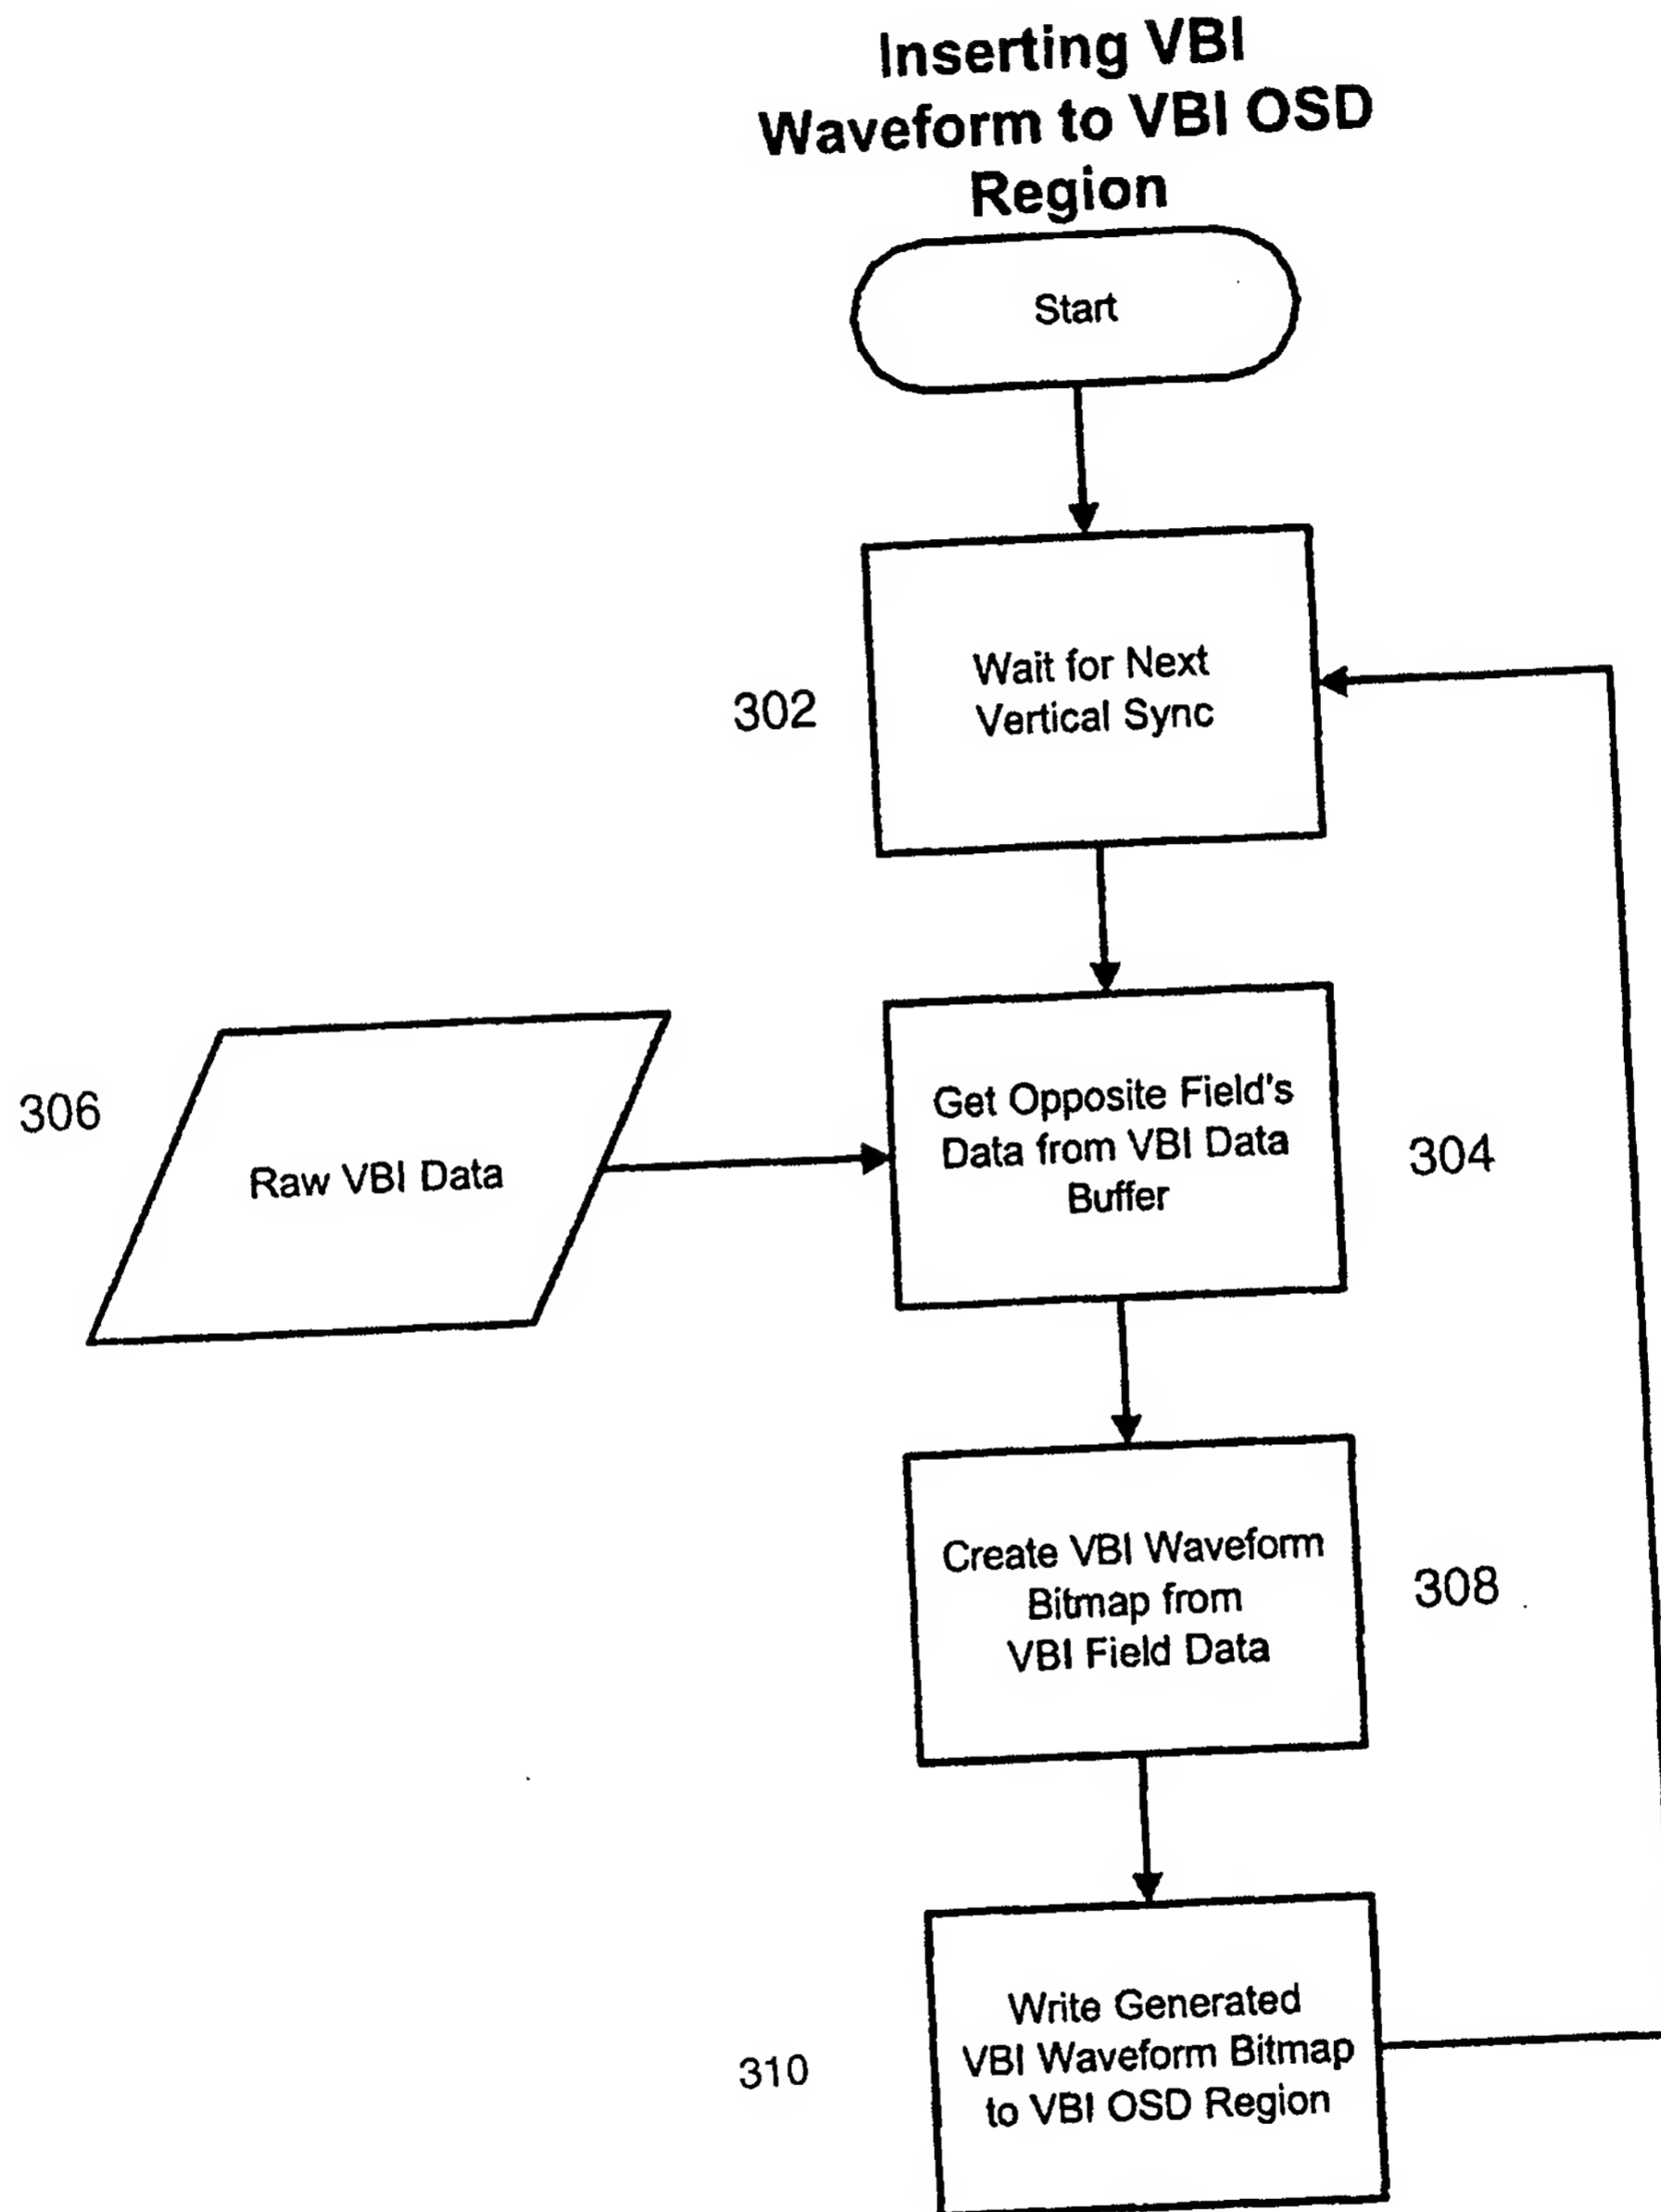 Inserting VBI
Waveform to VBI OSD
Region
Start
302
Wait for Next
Vertical Sync
306
Raw VBI Data
Get Opposite Field's
Data from VBI Data
Buffer
304
Create VBI Waveform
Bitmap from
VBI Field Data
308
310
Write Generated
VBI Waveform Bitmap
to VBI OSD Region